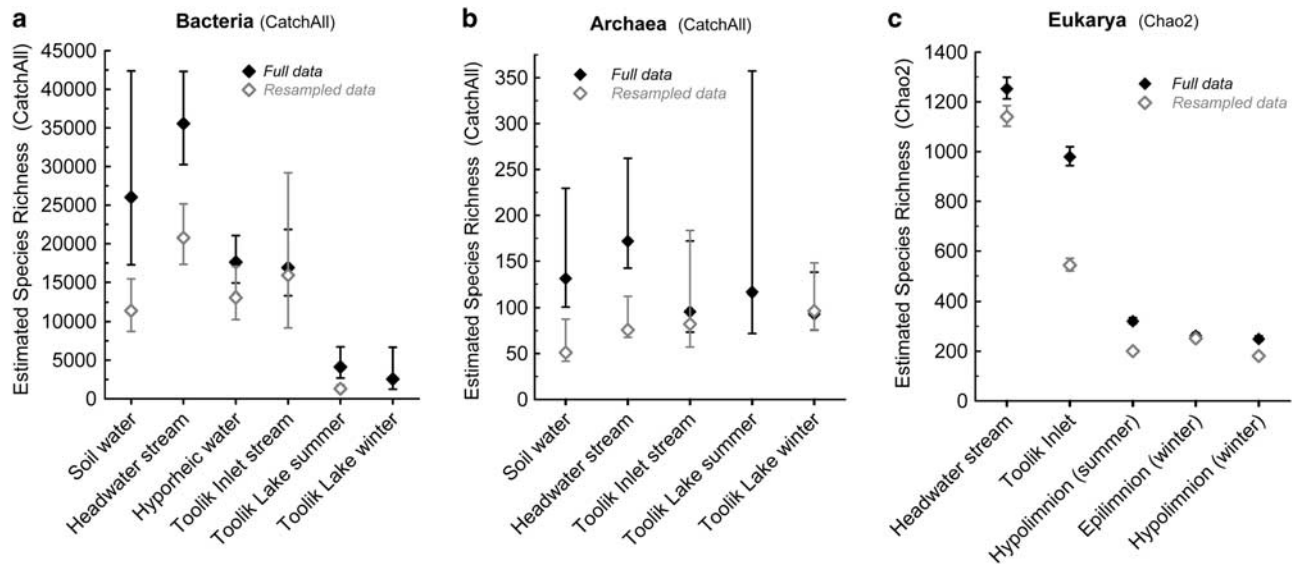 a Bacteria (CatchAll)
Estimated Species Richness (CatchAll)
45000
40000
35000
30000
25000
20000
15000
10000
5000
0
Full data
Resampled data
Soil water
Headwater stream
Hyporheic water
Toolik Inlet stream
Toolik Lake summer
Toolik Lake winter
b Archaea (CatchAll)
Estimated Species Richness (CatchAll)
350
300
250
200
150
100
50
0
Full data
Resampled data
Soil water
Headwater stream
Toolik Inlet stream
Toolik Lake summer
Toolik Lake winter
c Eukarya (Chao2)
Estimated Species Richness (Chao2)
1400
1200
1000
800
600
400
200
0
Full data
Resampled data
Headwater stream
Toolik Inlet
Hypolimnion (summer)
Epilimnion (winter)
Hypolimnion (winter)